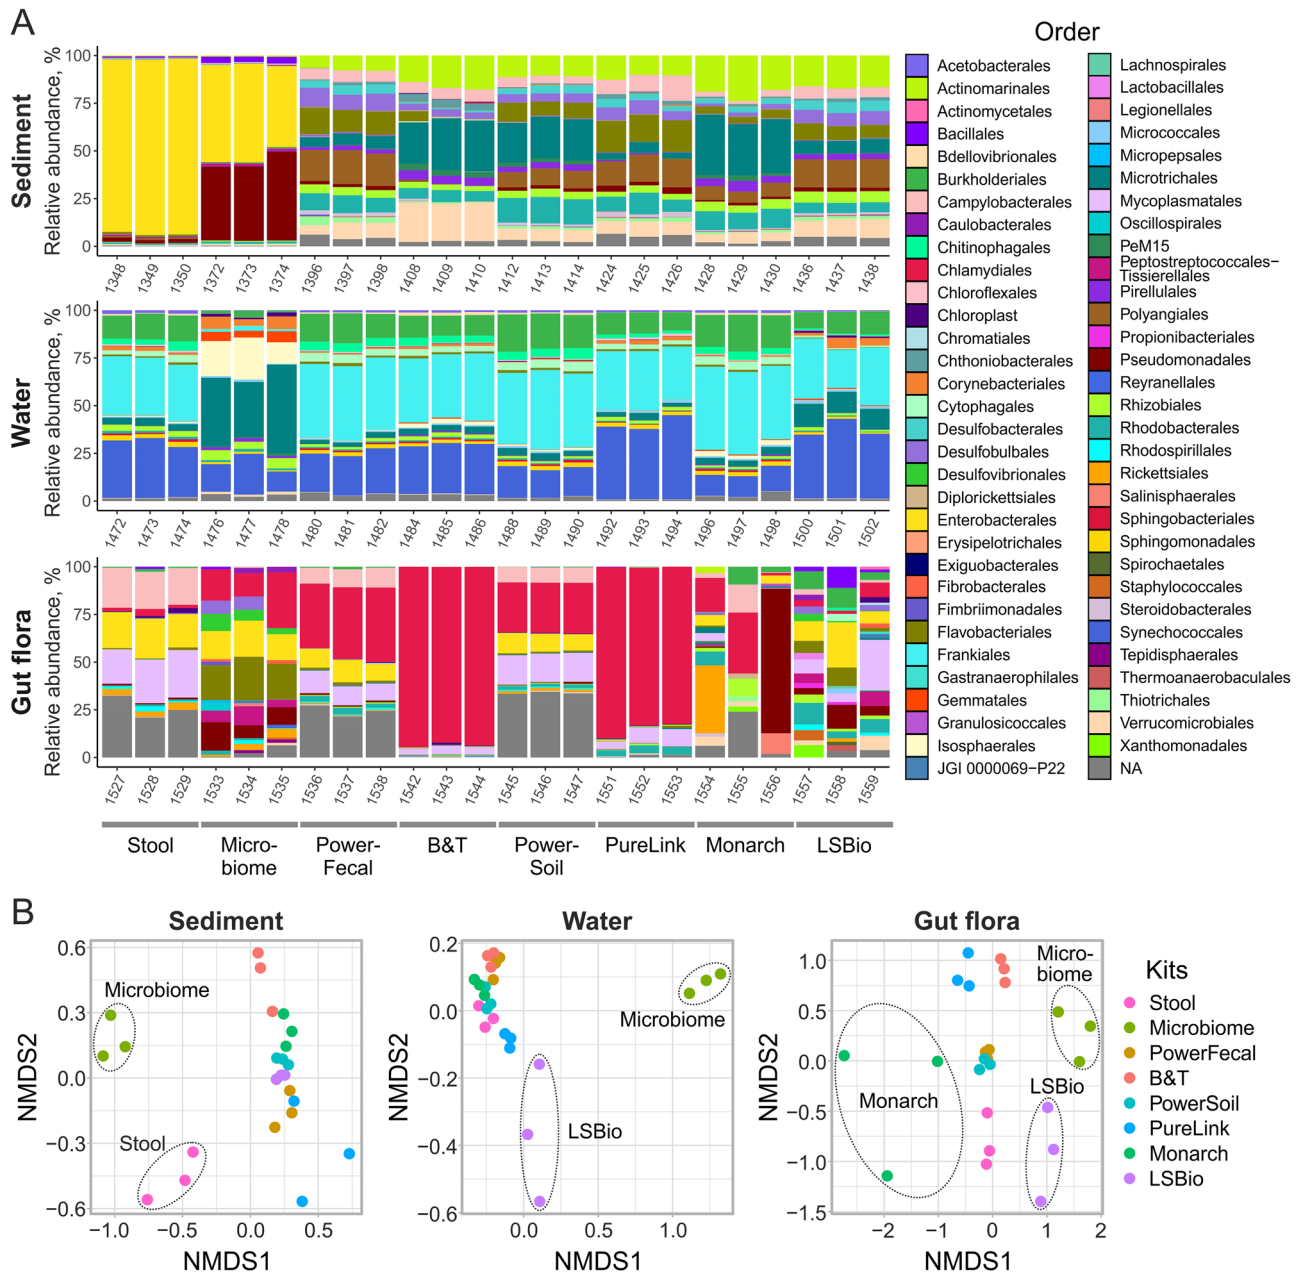 A
Order
Sediment
Relative abundance, %
100
75
50
25
0
1348
1349
1350
1372
1373
1374
1396
1397
1398
1408
1409
1410
1412
1413
1414
1424
1425
1426
1428
1429
1430
1436
1437
1438
Water
Relative abundance, %
100
75
50
25
0
1472
1473
1474
1476
1477
1478
1480
1481
1482
1484
1485
1486
1488
1489
1490
1492
1493
1494
1496
1497
1498
1500
1501
1502
Gut flora
Relative abundance, %
100
75
50
25
0
1527
1528
1529
1533
1534
1535
1536
1537
1538
1542
1543
1544
1545
1546
1547
1551
1552
1553
1554
1555
1556
1557
1558
1559
Stool
Micro-
biome
Power-
Fecal
B&T
Power-
Soil
PureLink
Monarch
LSBio
Acetobacterales
Actinomarinales
Actinomycetales
Bacillales
Bdellovibrionales
Burkholderiales
Campylobacterales
Caulobacterales
Chitinophagales
Chlamydiales
Chloroflexales
Chloroplast
Chromatiales
Chthoniobacterales
Corynebacteriales
Cytophagales
Desulfobacterales
Desulfobulbales
Desulfovibrionales
Diplorickettsiales
Enterobacterales
Erysipelotrichales
Exiguobacterales
Fibrobacterales
Fimbriimonadales
Flavobacteriales
Frankiales
Gastranaerophilales
Gemmatales
Granulosicoccales
Isosphaerales
JGI 0000069−P22
Lachnospirales
Lactobacillales
Legionellales
Micrococcales
Micropepsales
Microtrichales
Mycoplasmatales
Oscillospirales
PeM15
Peptostreptococcales−
Tissierellales
Pirellulales
Polyangiales
Propionibacteriales
Pseudomonadales
Reyranellales
Rhizobiales
Rhodobacterales
Rhodospirillales
Rickettsiales
Salinisphaerales
Sphingobacteriales
Sphingomonadales
Spirochaetales
Staphylococcales
Steroidobacterales
Synechococcales
Tepidisphaerales
Thermoanaerobaculales
Thiotrichales
Verrucomicrobiales
Xanthomonadales
NA
B
Sediment
NMDS2
0.6
0.3
0.0
−0.3
−0.6
Microbiome
Stool
−1.0
−0.5
0.0
0.5
NMDS1
Water
NMDS2
0.2
0.0
−0.2
−0.4
−0.6
Microbiome
LSBio
0.0
0.5
1.0
NMDS1
Gut flora
NMDS2
1.0
0.5
0.0
−0.5
−1.0
−1.5
Micro-
biome
Monarch
LSBio
−2
−1
0
1
2
NMDS1
Kits
Stool
Microbiome
PowerFecal
B&T
PowerSoil
PureLink
Monarch
LSBio